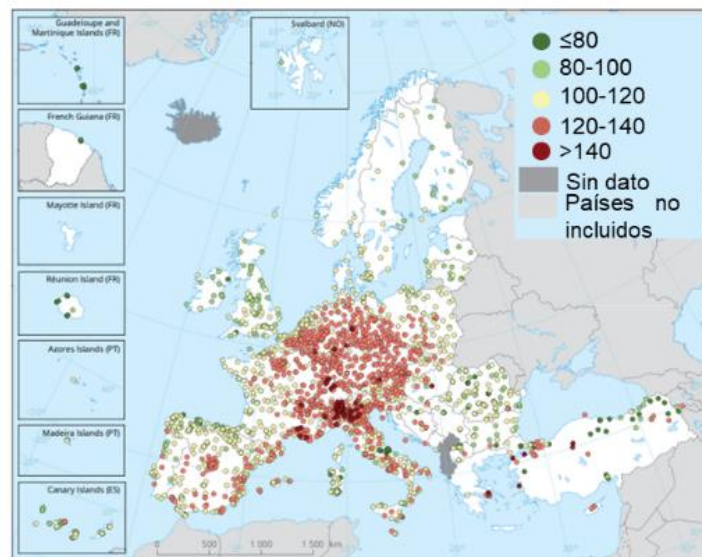 Guadeloupe and
Martinique Islands (FR)
French Guiana (FR)
Mayotte Island (FR)
Réunion Island (FR)
Azores Islands (PT)
Madeira Islands (PT)
Canary Islands (ES)
Svalbard (NO)
≤80
80-100
100-120
120-140
>140
Sin dato
Países no
incluidos
0 500 1 000 1 500 km